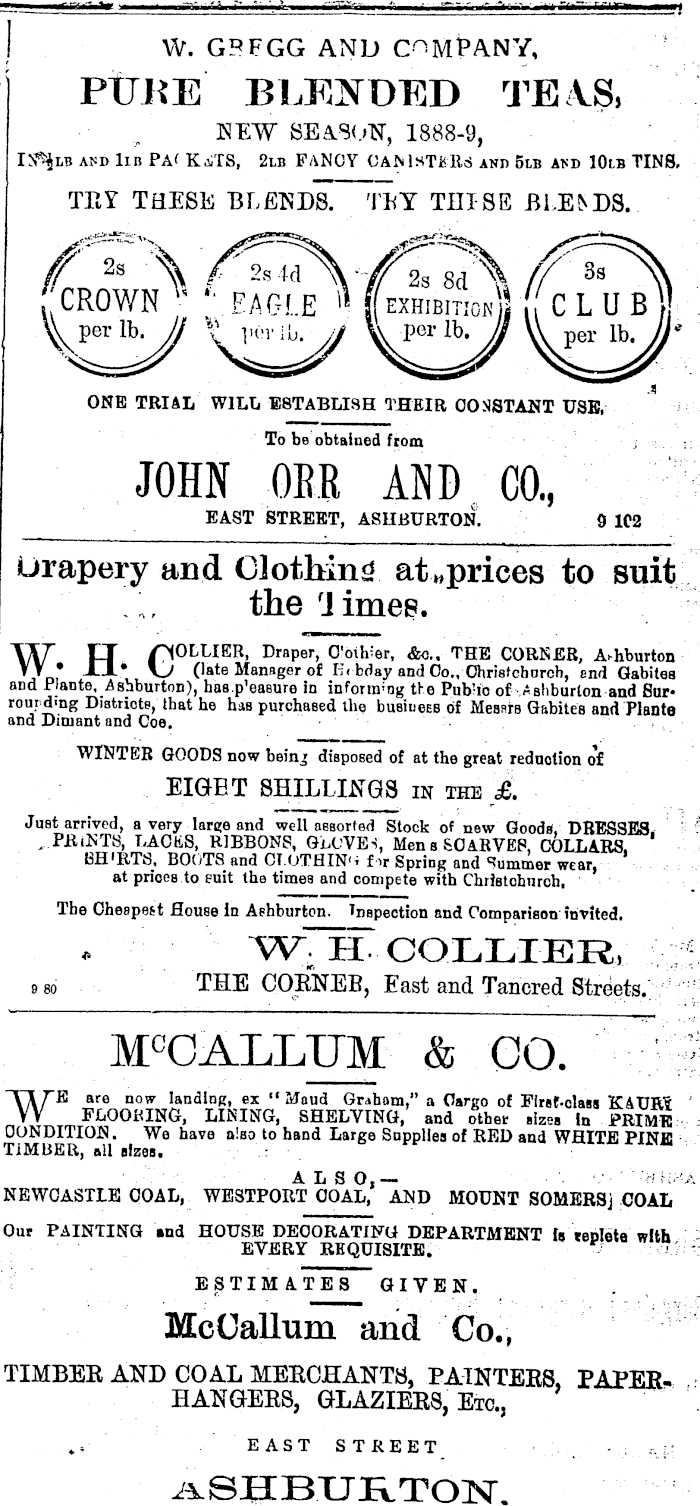 W. GREGG AND COMPANY,
PURE BLENDED TEAS,
NEW SEASON, 1888-9,
IN ½LB AND 1LB PACKETS, 2LB FANCY CANISTERS AND 5LB AND 10LB TINS.
TRY THESE BLENDS. TRY THESE BLENDS.
2s
CROWN
per lb.
2s 4d
EAGLE
per lb.
2s 8d
EXHIBITION
per lb.
3s
CLUB
per lb.
ONE TRIAL WILL ESTABLISH THEIR CONSTANT USE.
To be obtained from
JOHN ORR AND CO.,
EAST STREET, ASHBURTON. 9 102
Drapery and Clothing at prices to suit
the Times.
W. H. COLLIER, Draper, Clothier, &c., THE CORNER, Ashburton
(late Manager of Hobday and Co., Christchurch, and Gabites
and Plante, Ashburton), has pleasure in informing the Public of Ashburton and Sur-
rounding Districts, that he has purchased the business of Messrs Gabites and Plante
and Dimant and Coe.
WINTER GOODS now being disposed of at the great reduction of
EIGHT SHILLINGS IN THE £.
Just arrived, a very large and well assorted Stock of new Goods, DRESSES,
PRINTS, LACES, RIBBONS, GLOVES, Mens SCARVES, COLLARS,
SHIRTS, BOOTS and CLOTHING for Spring and Summer wear,
at prices to suit the times and compete with Christchurch.
The Cheapest House in Ashburton. Inspection and Comparison invited.
W. H. COLLIER,
9 80 THE CORNER, East and Tancred Streets.
McCALLUM & CO.
WE are now landing, ex "Maud Graham," a Cargo of First-class KAURI
FLOORING, LINING, SHELVING, and other sizes in PRIME
CONDITION. We have also to hand Large Supplies of RED and WHITE PINE
TIMBER, all sizes.
ALSO,—
NEWCASTLE COAL, WESTPORT COAL, AND MOUNT SOMERS COAL
Our PAINTING and HOUSE DECORATING DEPARTMENT is replete with
EVERY REQUISITE.
ESTIMATES GIVEN.
McCallum and Co.,
TIMBER AND COAL MERCHANTS, PAINTERS, PAPER-
HANGERS, GLAZIERS, ETC.,
EAST STREET
ASHBURTON.